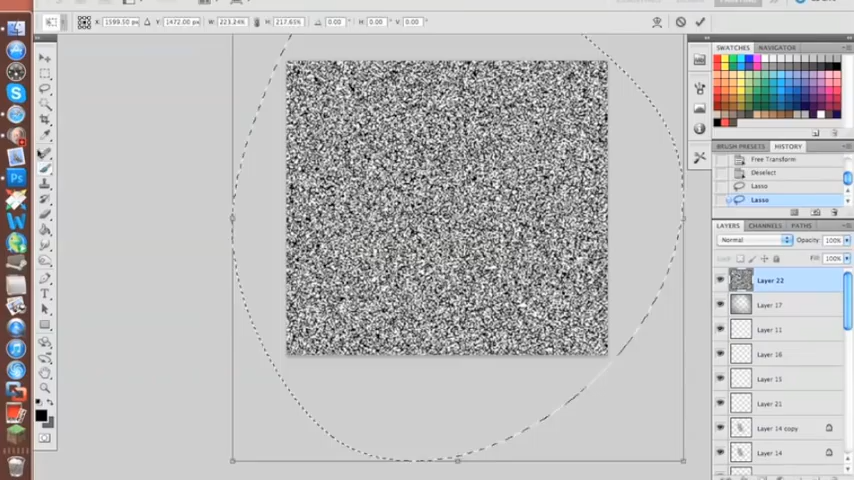 X: 1599.50 px Y: 1472.00 px W: 223.24% H: 217.65% 0.00 ° H: 0.00 ° V: 0.00 °
SWATCHES NAVIGATOR
BRUSH PRESETS HISTORY
Free Transform
Deselect
Lasso
Lasso
LAYERS CHANNELS PATHS
Normal Opacity: 100%
Fill: 100%
Layer 22
Layer 17
Layer 11
Layer 16
Layer 15
Layer 21
Layer 14 copy
Layer 14